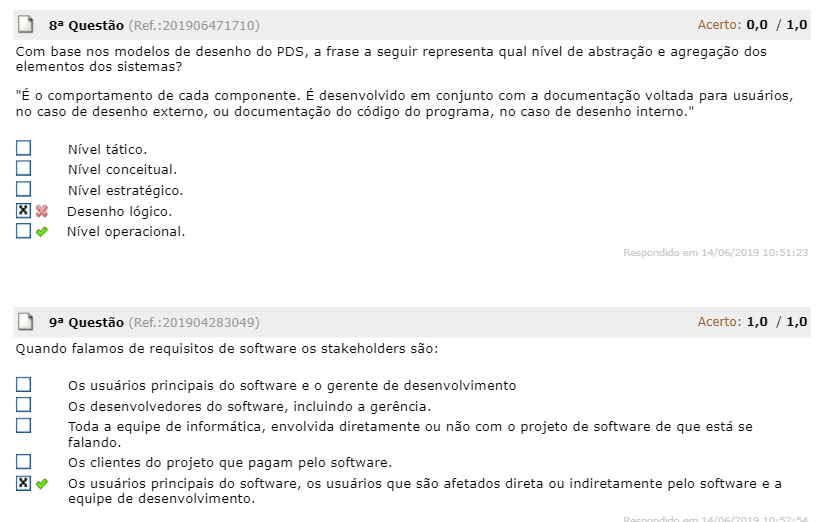 8ª Questão (Ref.:201906471710) Acerto: 0,0 / 1,0
Com base nos modelos de desenho do PDS, a frase a seguir representa qual nível de abstração e agregação dos
elementos dos sistemas?
"É o comportamento de cada componente. É desenvolvido em conjunto com a documentação voltada para usuários,
no caso de desenho externo, ou documentação do código do programa, no caso de desenho interno."
Nível tático.
Nível conceitual.
Nível estratégico.
Desenho lógico.
Nível operacional.
Respondido em 14/06/2019 10:51:23
9ª Questão (Ref.:201904283049) Acerto: 1,0 / 1,0
Quando falamos de requisitos de software os stakeholders são:
Os usuários principais do software e o gerente de desenvolvimento
Os desenvolvedores do software, incluindo a gerência.
Toda a equipe de informática, envolvida diretamente ou não com o projeto de software de que está se
falando.
Os clientes do projeto que pagam pelo software.
Os usuários principais do software, os usuários que são afetados direta ou indiretamente pelo software e a
equipe de desenvolvimento.
Respondido em 14/06/2019 10:52:54